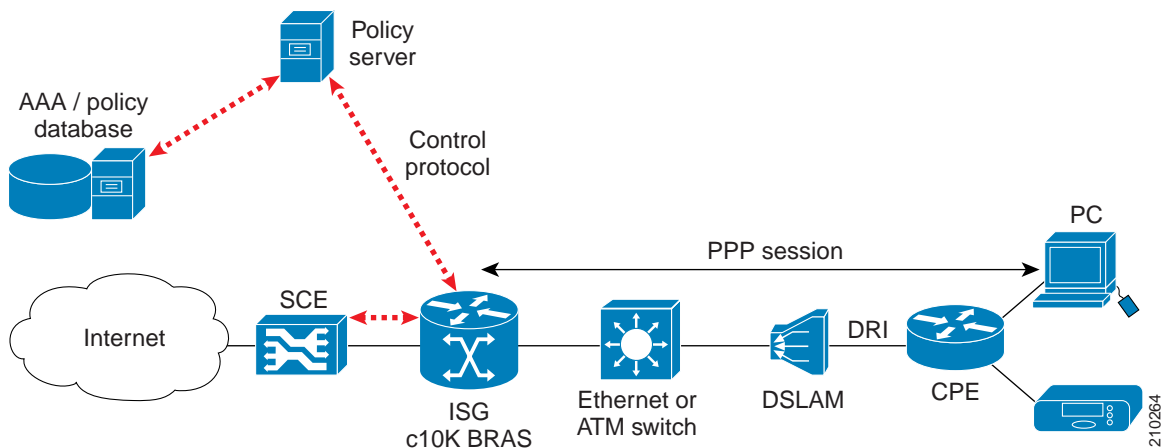 Policy
server
AAA / policy
database
Control
protocol
PC
PPP session
SCE
Internet
DRI
ISG
c10K BRAS
Ethernet or
ATM switch
DSLAM
CPE
210264